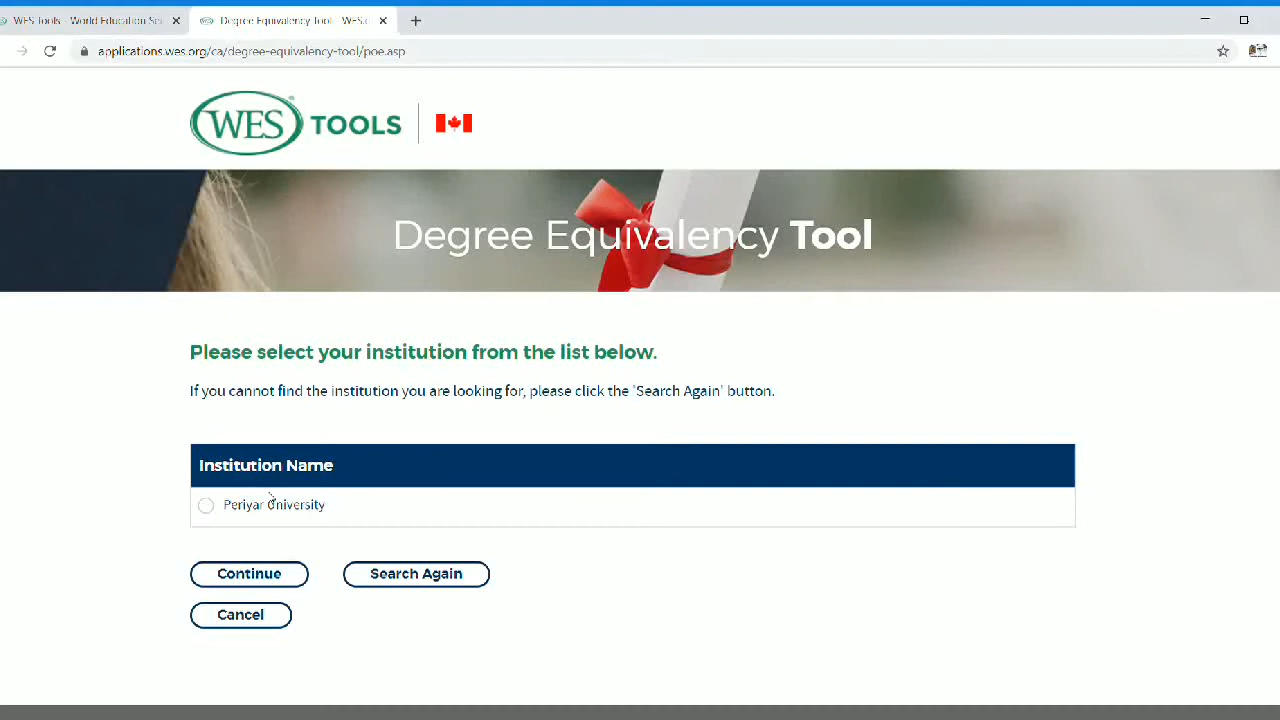 WES Tools - World Education Se
Degree Equivalency Tool - WES.c
applications.wes.org/ca/degree-equivalency-tool/poe.asp
WES TOOLS
Degree Equivalency Tool
Please select your institution from the list below.
If you cannot find the institution you are looking for, please click the 'Search Again' button.
Institution Name
Periyar University
Continue
Search Again
Cancel